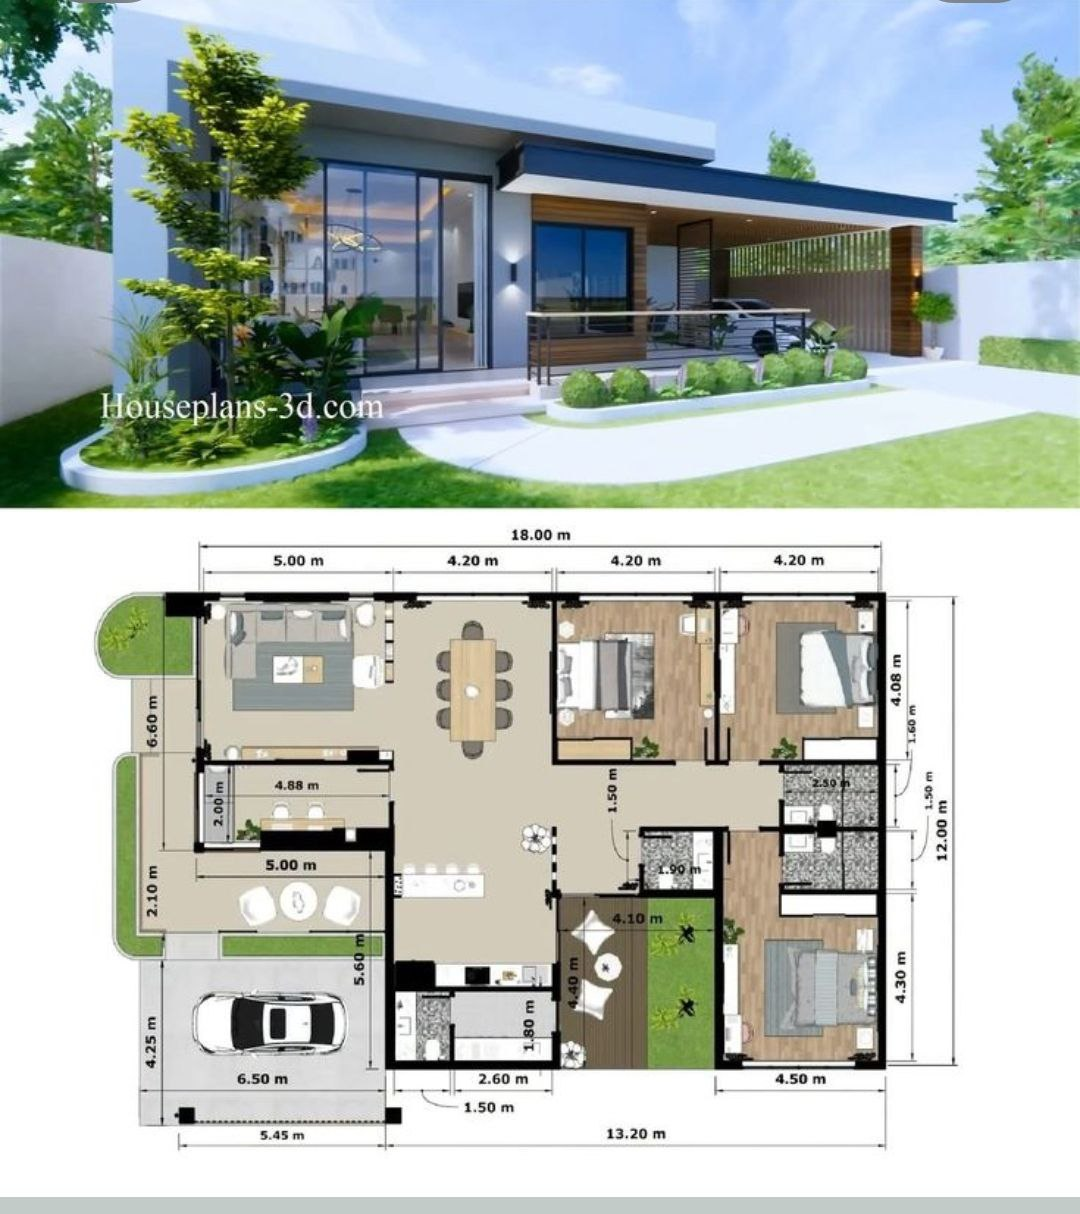 Houseplans-3d.com
18.00 m
5.00 m
4.20 m
4.20 m
4.20 m
6.60 m
4.08 m
1.60 m
4.88 m
2.00 m
1.50 m
2.50 m
1.50 m
12.00 m
5.00 m
1.90 m
2.10 m
4.10 m
5.60 m
4.40 m
4.30 m
4.25 m
1.80 m
6.50 m
2.60 m
4.50 m
1.50 m
5.45 m
13.20 m